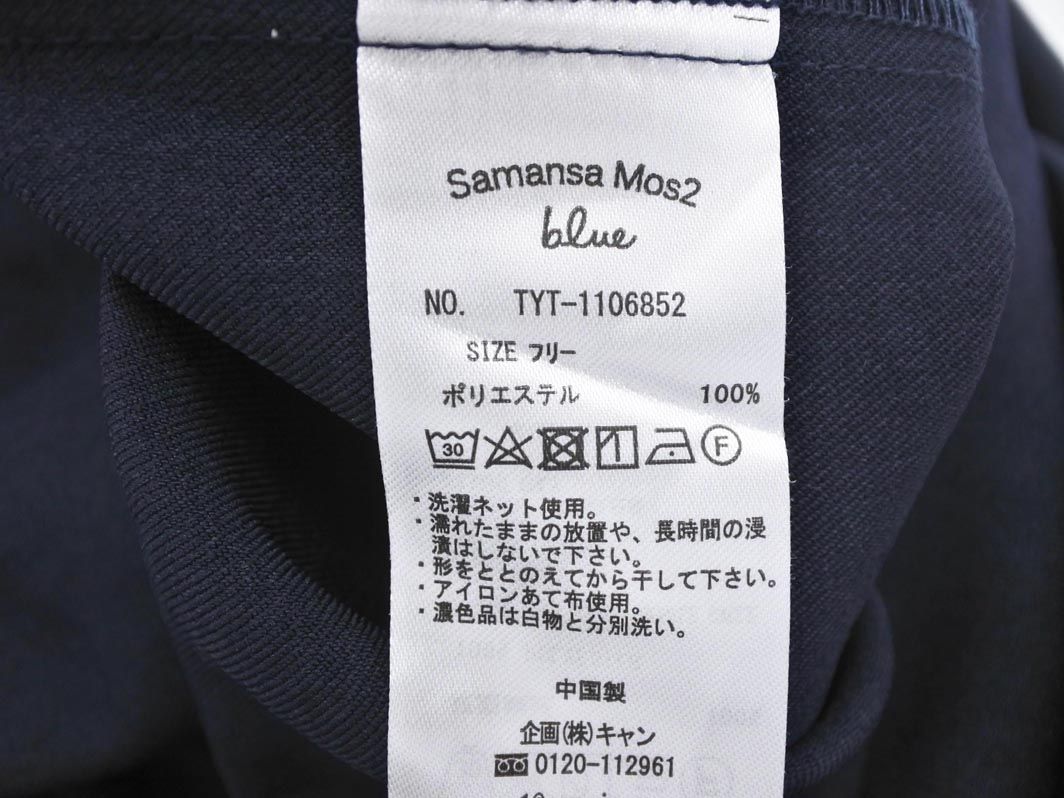 Samansa Mos2
blue
NO. TYT-1106852
SIZE フリー
ポリエステル 100%
30 F
・洗濯ネット使用。
・濡れたままの放置や、長時間の浸
漬はしないで下さい。
・形をととのえてから干して下さい。
・アイロンあて布使用。
・濃色品は白物と分別洗い。
中国製
企画(株)キャン
0120-112961